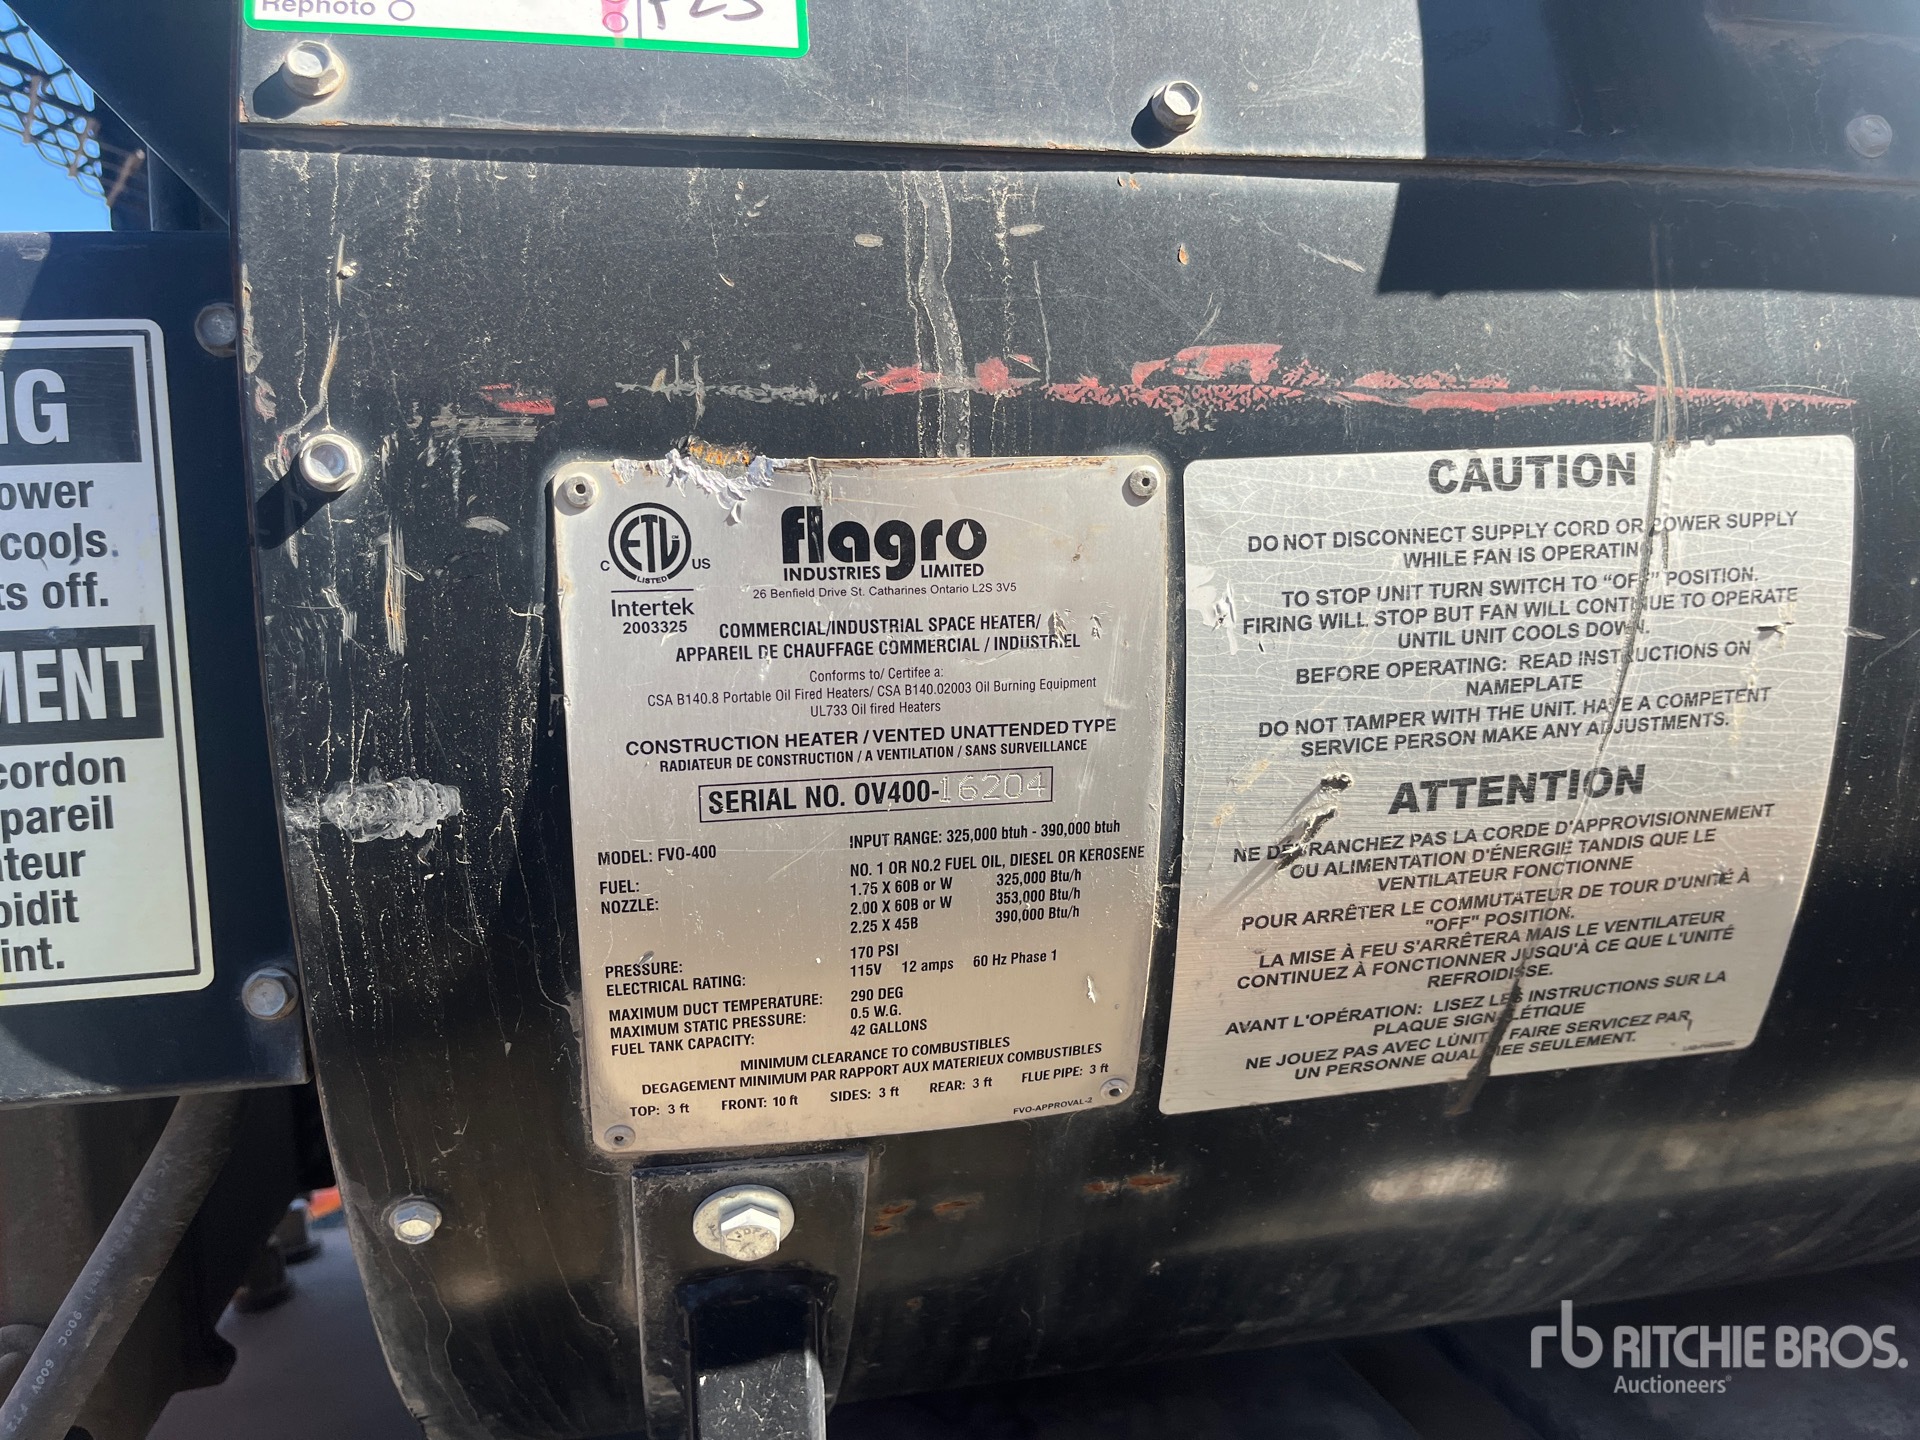 Rephoto
P23
NG
ower
cools.
ts off.
MENT
cordon
ppareil
ateur
oidit
int.
C ETL US
LISTED
Intertek
2003325
flagro
INDUSTRIES LIMITED
26 Benfield Drive St. Catharines Ontario L2S 3V5
COMMERCIAL/INDUSTRIAL SPACE HEATER/
APPAREIL DE CHAUFFAGE COMMERCIAL / INDUSTRIEL
Conforms to/ Certifee a:
CSA B140.8 Portable Oil Fired Heaters/ CSA B140.02003 Oil Burning Equipment
UL733 Oil fired Heaters
CONSTRUCTION HEATER / VENTED UNATTENDED TYPE
RADIATEUR DE CONSTRUCTION / A VENTILATION / SANS SURVEILLANCE
SERIAL NO. OV400-16204
MODEL: FVO-400 INPUT RANGE: 325,000 btuh - 390,000 btuh
FUEL: NO. 1 OR NO.2 FUEL OIL, DIESEL OR KEROSENE
NOZZLE: 1.75 X 60B or W 325,000 Btu/h
2.00 X 60B or W 353,000 Btu/h
2.25 X 45B 390,000 Btu/h
PRESSURE: 170 PSI
ELECTRICAL RATING: 115V 12 amps 60 Hz Phase 1
MAXIMUM DUCT TEMPERATURE: 290 DEG
MAXIMUM STATIC PRESSURE: 0.5 W.G.
FUEL TANK CAPACITY: 42 GALLONS
MINIMUM CLEARANCE TO COMBUSTIBLES
DEGAGEMENT MINIMUM PAR RAPPORT AUX MATERIEUX COMBUSTIBLES
TOP: 3 ft FRONT: 10 ft SIDES: 3 ft REAR: 3 ft FLUE PIPE: 3 ft
FVO-APPROVAL-2
CAUTION
DO NOT DISCONNECT SUPPLY CORD OR POWER SUPPLY
WHILE FAN IS OPERATING
TO STOP UNIT TURN SWITCH TO "OFF" POSITION.
FIRING WILL STOP BUT FAN WILL CONTINUE TO OPERATE
UNTIL UNIT COOLS DOWN.
BEFORE OPERATING: READ INSTRUCTIONS ON
NAMEPLATE
DO NOT TAMPER WITH THE UNIT. HAVE A COMPETENT
SERVICE PERSON MAKE ANY ADJUSTMENTS.
ATTENTION
NE DEBRANCHEZ PAS LA CORDE D'APPROVISIONNEMENT
OU ALIMENTATION D'ÉNERGIE TANDIS QUE LE
VENTILATEUR FONCTIONNE
POUR ARRÊTER LE COMMUTATEUR DE TOUR D'UNITÉ À
"OFF" POSITION.
LA MISE À FEU S'ARRÊTERA MAIS LE VENTILATEUR
CONTINUEZ À FONCTIONNER JUSQU'À CE QUE L'UNITÉ
REFROIDISSE.
AVANT L'OPÉRATION: LISEZ LES INSTRUCTIONS SUR LA
PLAQUE SIGNALÉTIQUE
NE JOUEZ PAS AVEC LÙNITÉ FAIRE SERVICEZ PAR
UN PERSONNE QUALIFIEE SEULEMENT.
600V
rb RITCHIE BROS.
Auctioneers